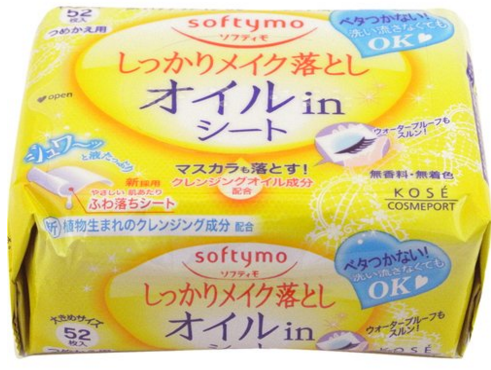 52
枚入
つめかえ用
softymo
ソフティモ
ベタつかない!
洗い流さなくても
OK
しっかりメイク落とし
オイルin
シート
open
シュワ〜ッ
と液たっぷり
ウォータープルーフも
スルン!
マスカラも落とす!
クレンジングオイル成分
配合
新採用
やさしい肌あたり
ふわ落ちシート
無香料・無着色
KOSÉ
COSMEPORT
植物生まれのクレンジング成分 配合
softymo
ソフティモ
ベタつかない!
洗い流さなくても
OK
しっかりメイク落とし
大きめサイズ
52
枚入
オイルin
ウォータープルーフも
スルン!
つめかえ用
シート